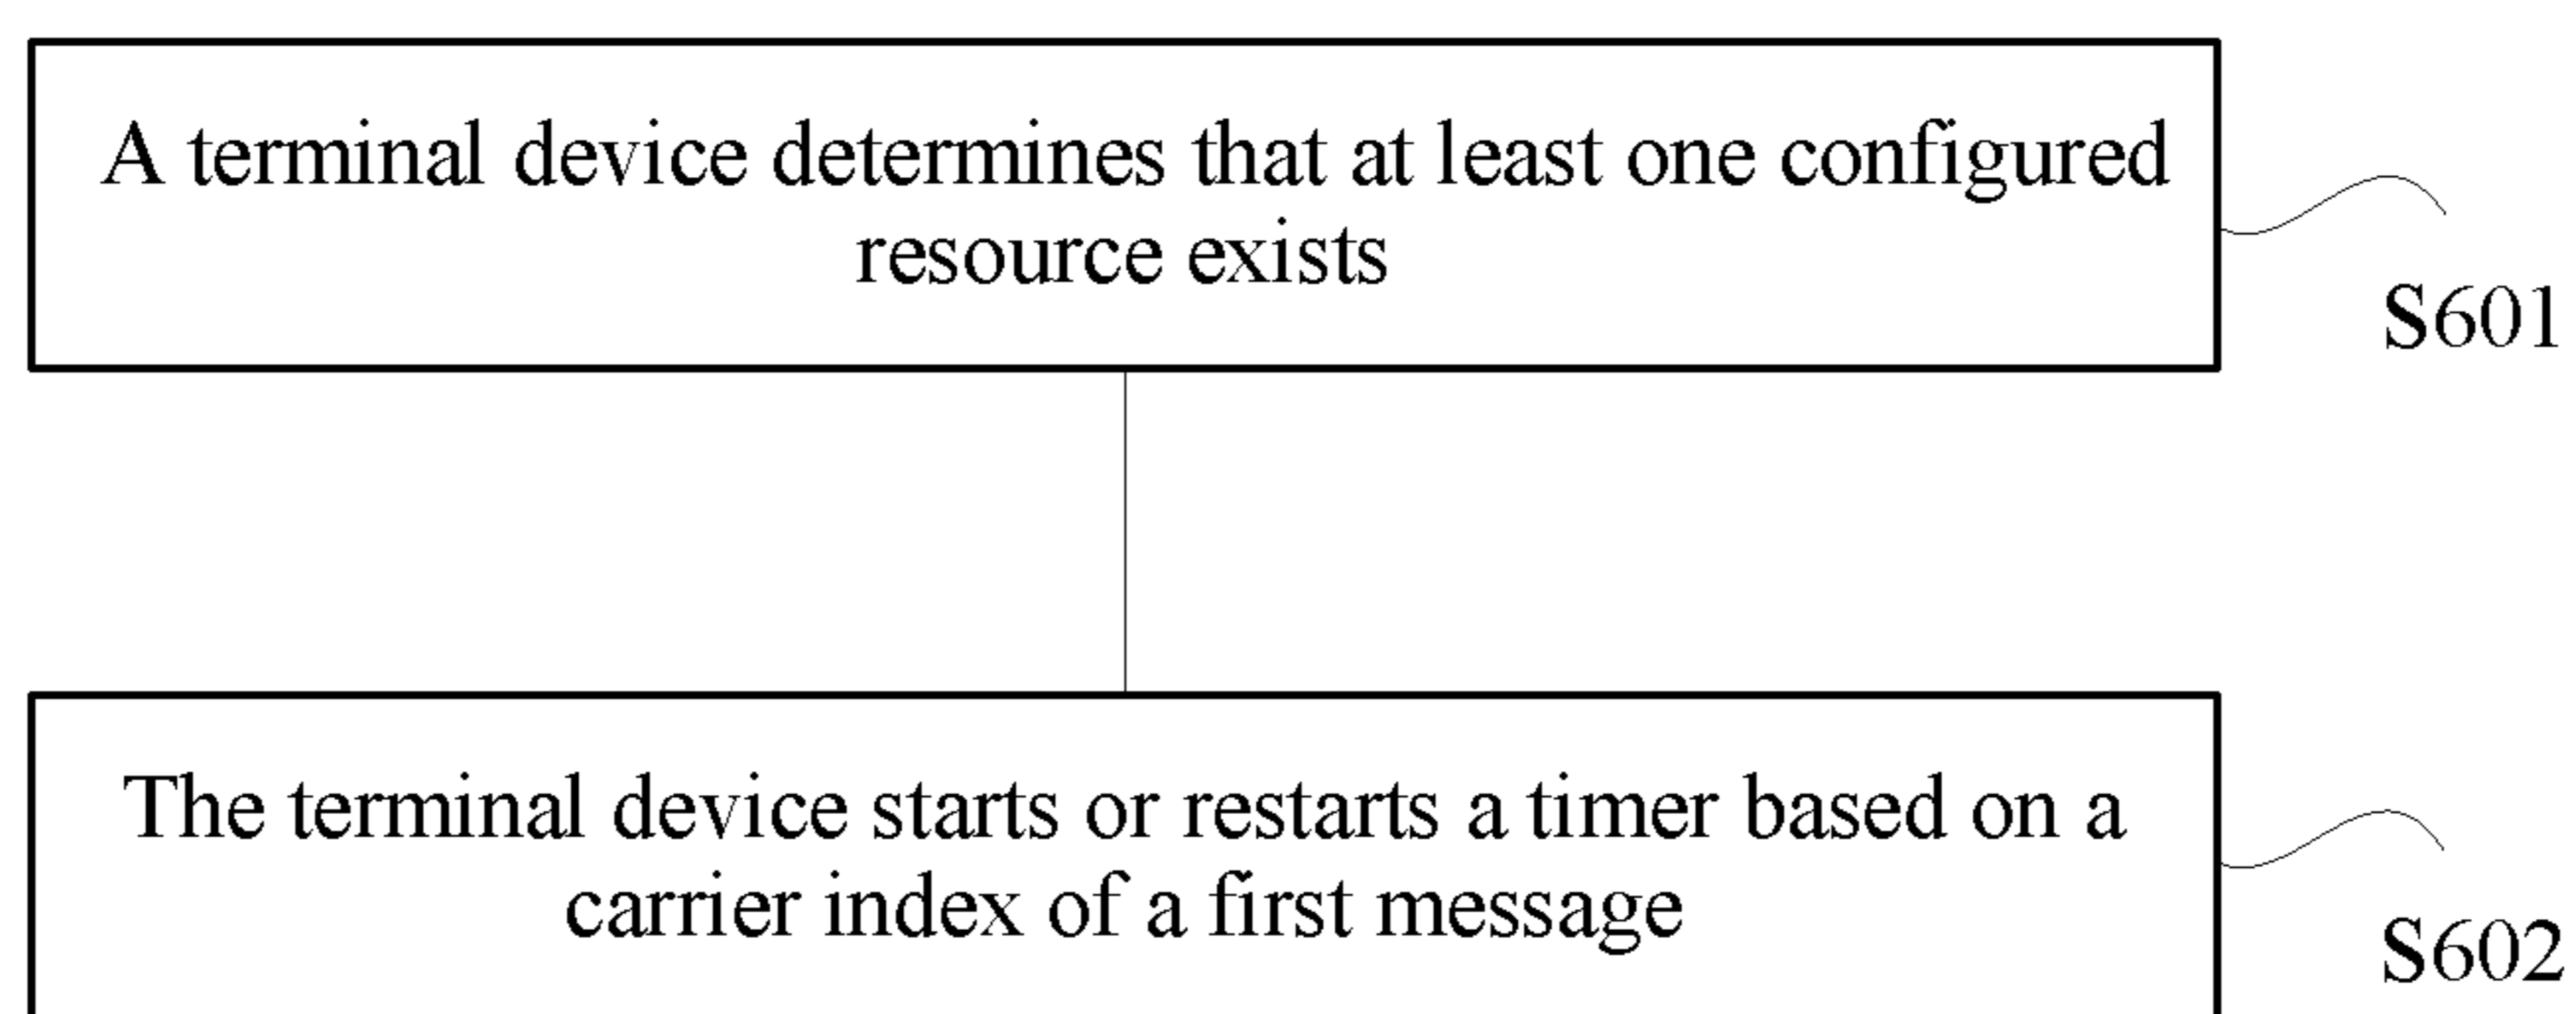 A terminal device determines that at least one configured
resource exists
S601
The terminal device starts or restarts a timer based on a
carrier index of a first message
S602